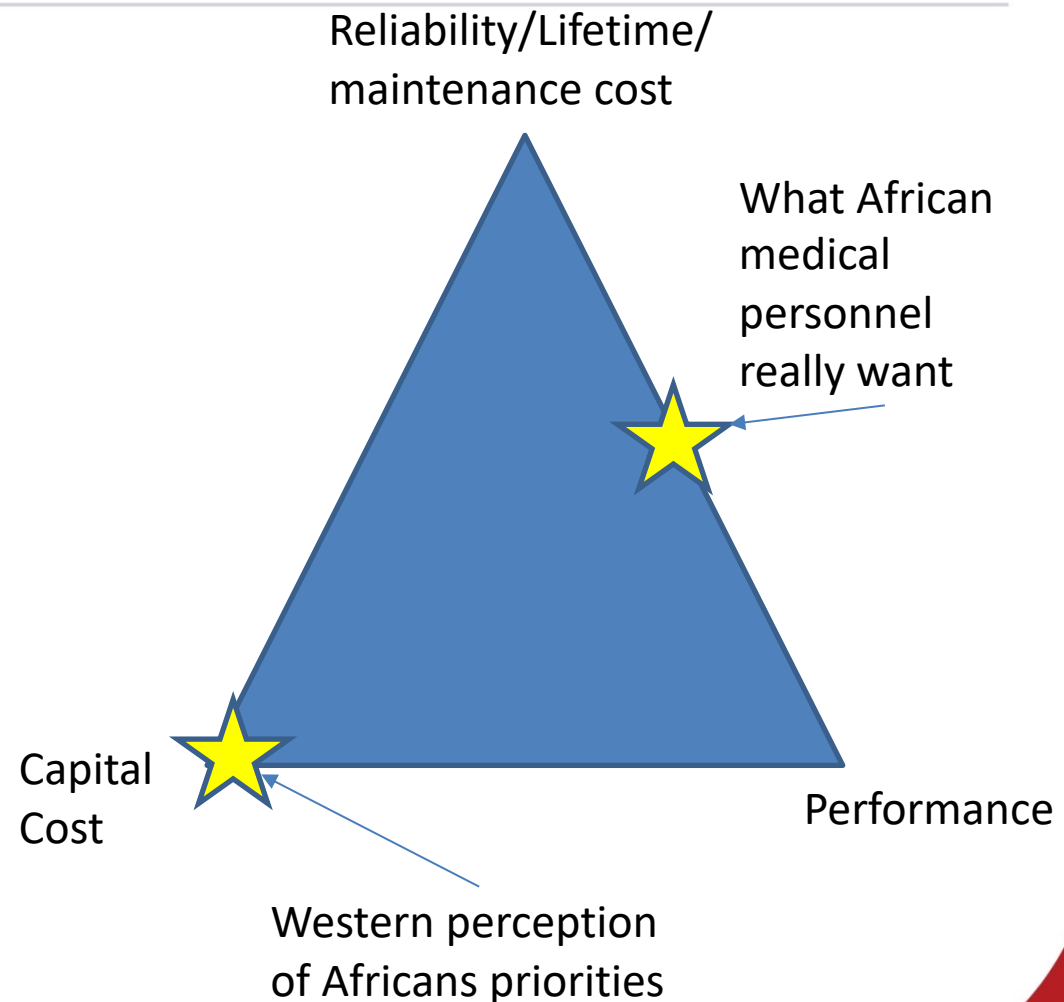 Reliability/Lifetime/
maintenance cost
What African
medical
personnel
really want
Capital
Cost
Performance
Western perception
of Africans priorities